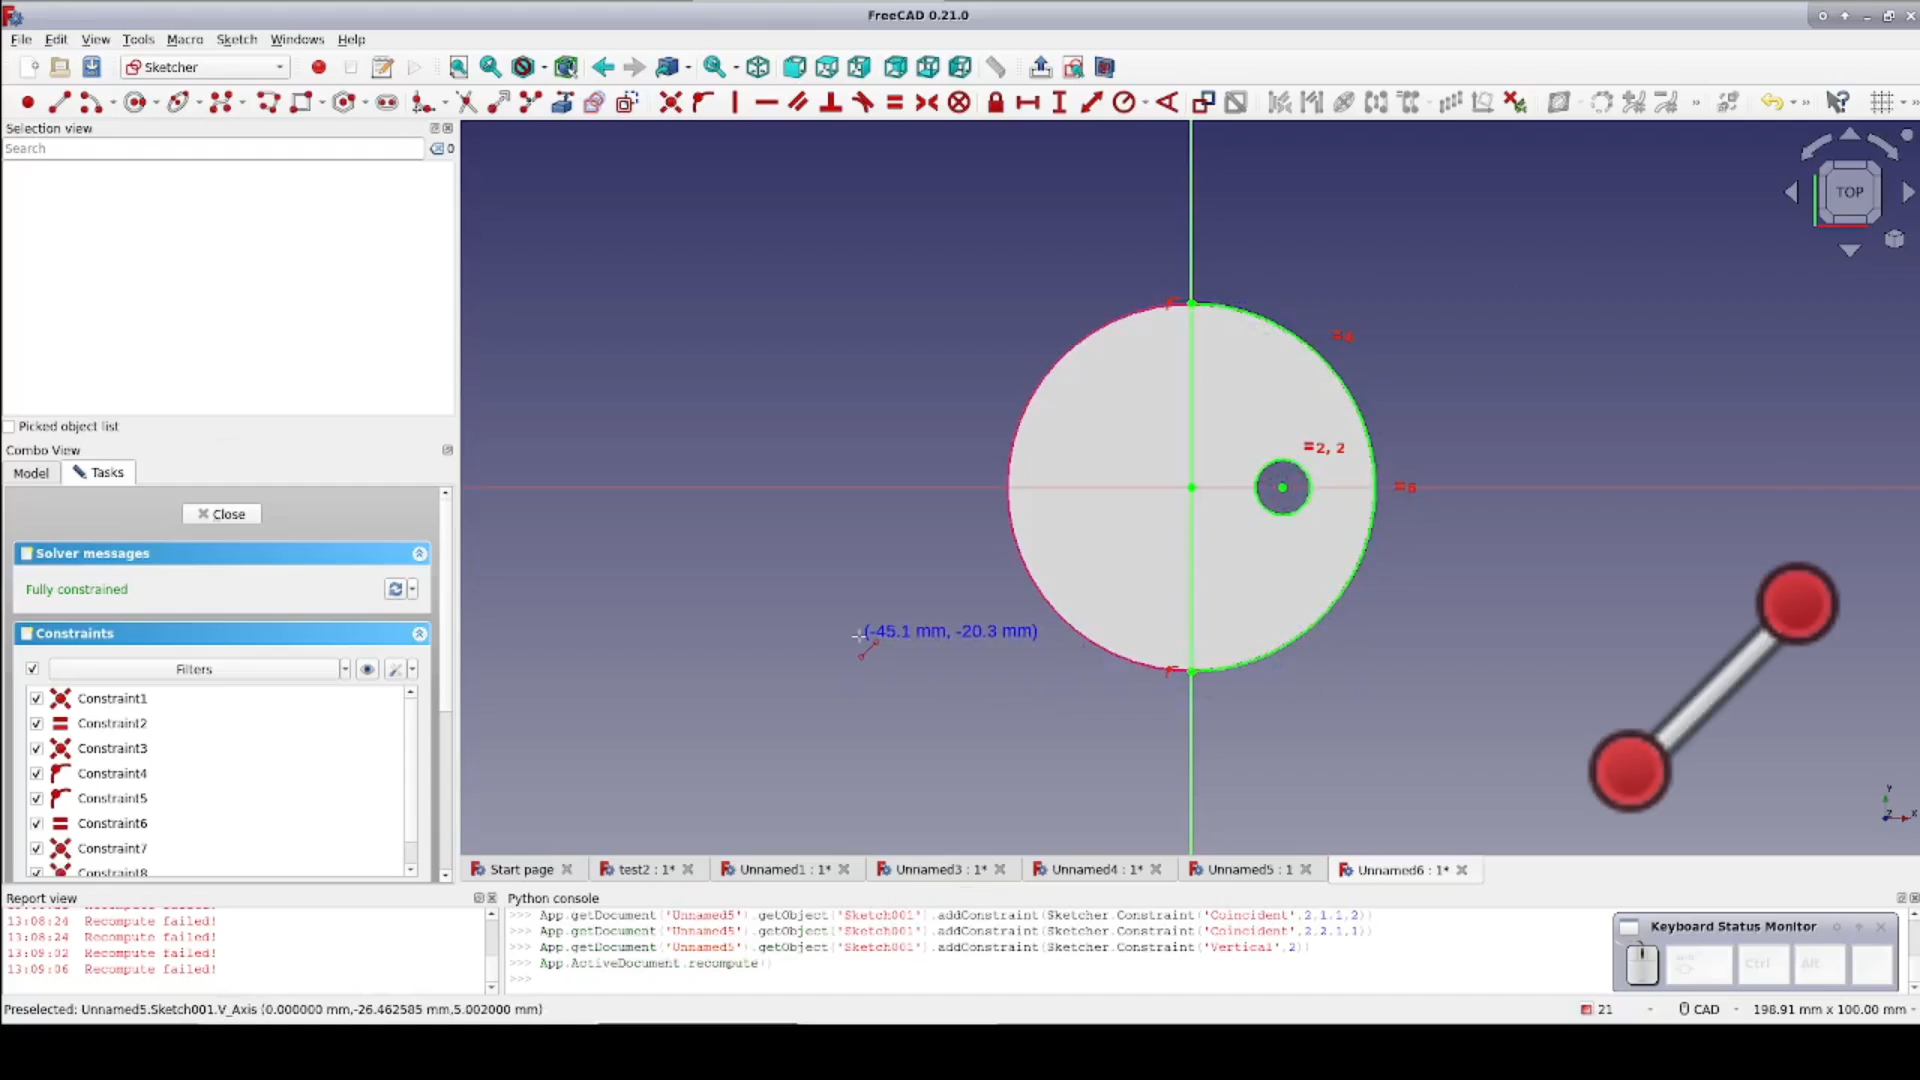 FreeCAD 0.21.0
File Edit View Tools Macro Sketch Windows Help
Sketcher
Selection view
Search
0
Picked object list
Combo View
Model Tasks
Close
Solver messages
Fully constrained
Constraints
Filters
Constraint1
Constraint2
Constraint3
Constraint4
Constraint5
Constraint6
Constraint7
Constraint8
TOP
2, 2
6
(-45.1 mm, -20.3 mm)
Y
Z
X
Start page test2 : 1* Unnamed1 : 1* Unnamed3 : 1* Unnamed4 : 1* Unnamed5 : 1 Unnamed6 : 1*
Report view
13:08:24 Recompute failed!
13:08:24 Recompute failed!
13:09:02 Recompute failed!
13:09:06 Recompute failed!
Python console
>>> App.getDocument('Unnamed5').getObject('Sketch001').addConstraint(Sketcher.Constraint('Coincident',2,1,1,2))
>>> App.getDocument('Unnamed5').getObject('Sketch001').addConstraint(Sketcher.Constraint('Coincident',2,2,1,1))
>>> App.getDocument('Unnamed5').getObject('Sketch001').addConstraint(Sketcher.Constraint('Vertical',2))
>>> App.ActiveDocument.recompute()
>>>
Keyboard Status Monitor
Ctrl Alt
Preselected: Unnamed5.Sketch001.V_Axis (0.000000 mm,-26.462585 mm,5.002000 mm)
21
CAD
198.91 mm x 100.00 mm